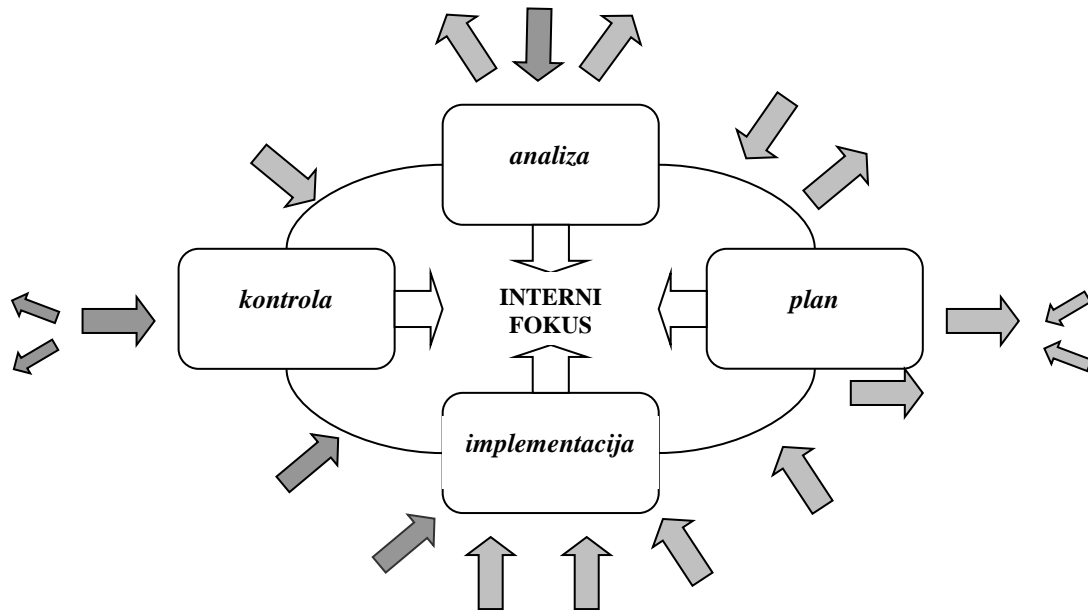 analiza
kontrola
INTERNI
FOKUS
plan
implementacija